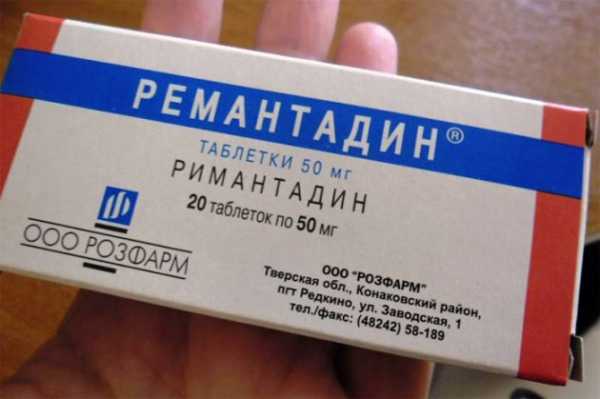 РЕМАНТАДИН®
ТАБЛЕТКИ 50 мг
РИМАНТАДИН
20 таблеток по 50 мг
ООО РОЗФАРМ
ООО "РОЗФАРМ"
Тверская обл., Конаковский район,
пгт Редкино, ул. Заводская, 1
тел./факс: (48242) 58-189